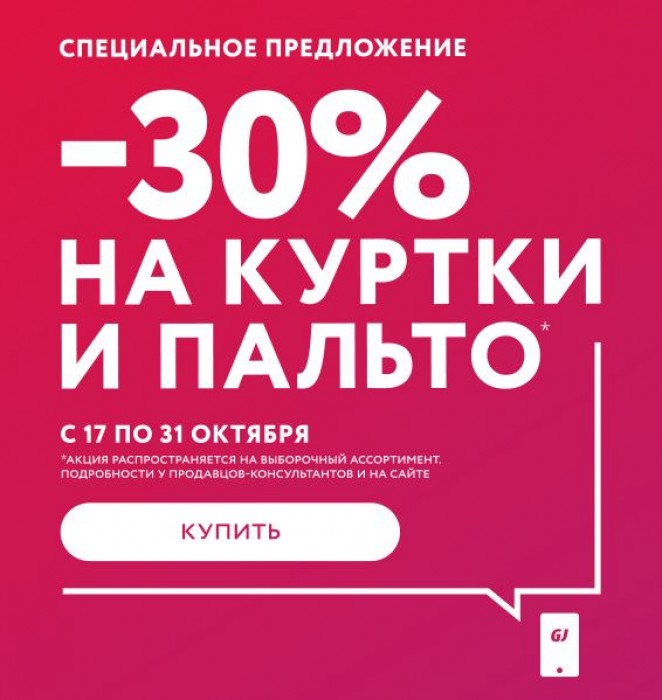 СПЕЦИАЛЬНОЕ ПРЕДЛОЖЕНИЕ
-30%
НА КУРТКИ
И ПАЛЬТО*
С 17 ПО 31 ОКТЯБРЯ
*АКЦИЯ РАСПРОСТРАНЯЕТСЯ НА ВЫБОРОЧНЫЙ АССОРТИМЕНТ.
ПОДРОБНОСТИ У ПРОДАВЦОВ-КОНСУЛЬТАНТОВ И НА САЙТЕ
КУПИТЬ
GJ